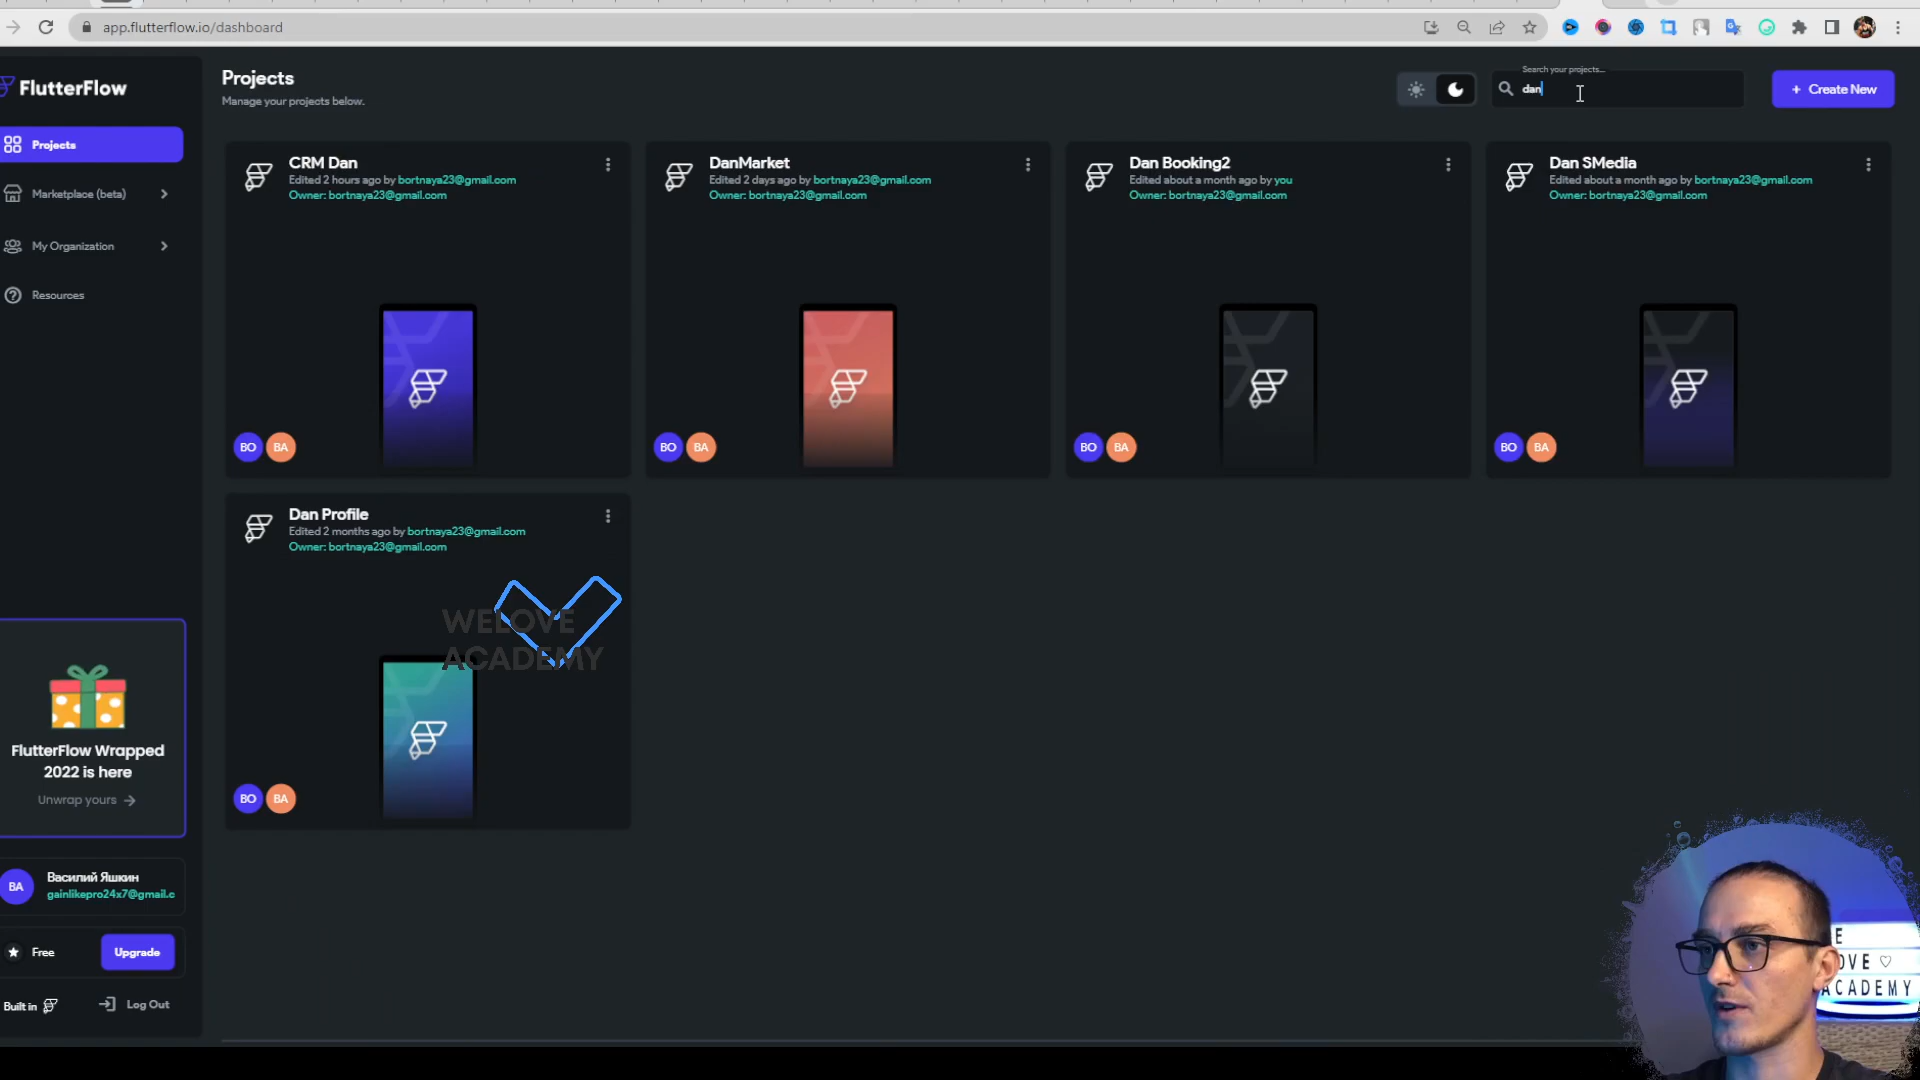 app.flutterflow.io/dashboard
FlutterFlow
Projects
Marketplace (beta)
My Organization
Resources
FlutterFlow Wrapped
2022 is here
Unwrap yours
BA
Василий Яшкин
gainlikepro24x7@gmail.c
Free
Upgrade
Built in
Log Out
Projects
Manage your projects below.
Search your projects...
dan
+ Create New
CRM Dan
Edited 2 hours ago by bortnaya23@gmail.com
Owner: bortnaya23@gmail.com
BO BA
DanMarket
Edited 2 days ago by bortnaya23@gmail.com
Owner: bortnaya23@gmail.com
BO BA
Dan Booking2
Edited about a month ago by you
Owner: bortnaya23@gmail.com
BO BA
Dan SMedia
Edited about a month ago by bortnaya23@gmail.com
Owner: bortnaya23@gmail.com
BO BA
Dan Profile
Edited 2 months ago by bortnaya23@gmail.com
Owner: bortnaya23@gmail.com
BO BA
WELOVE
ACADEMY
E
OVE ♡
ACADEMY